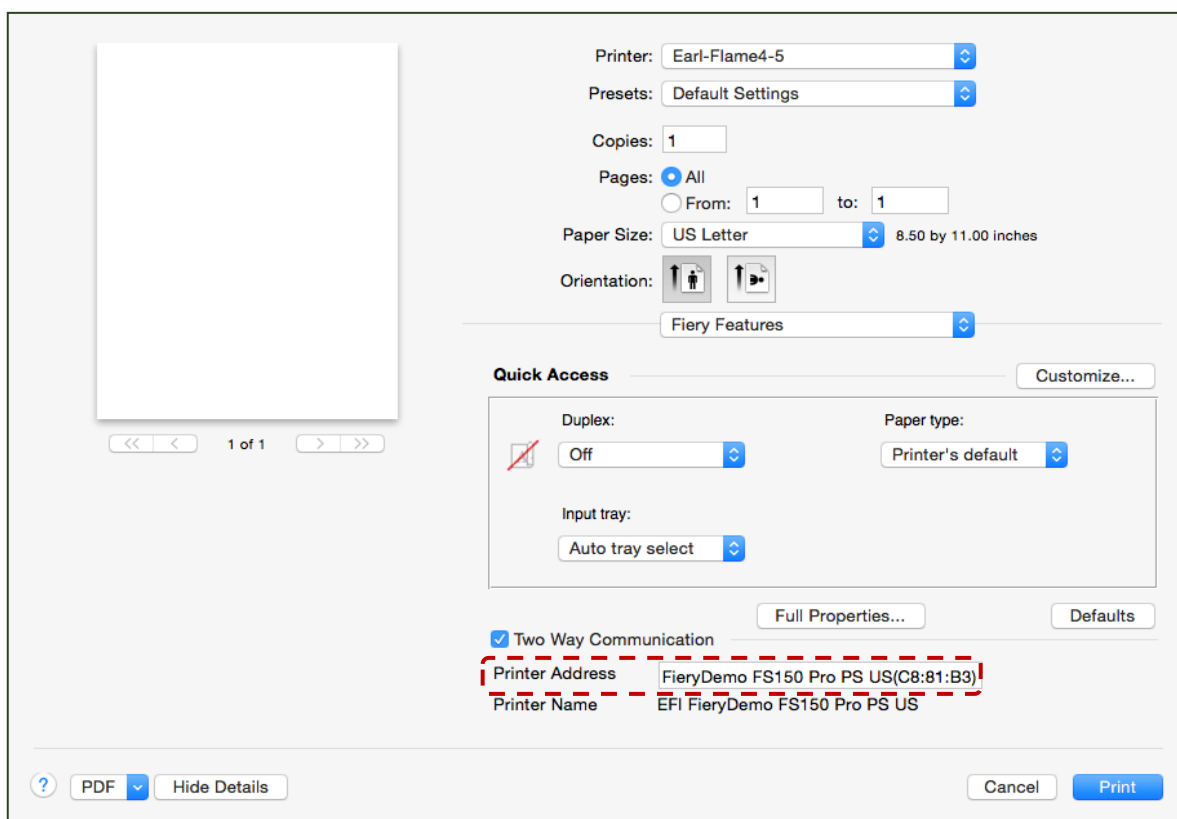 Printer: Earl-Flame4-5
Presets: Default Settings
Copies: 1
Pages: All
From: 1 to: 1
Paper Size: US Letter 8.50 by 11.00 inches
Orientation:
Fiery Features
Quick Access Customize...
Duplex: Paper type:
Off Printer's default
Input tray:
Auto tray select
<< < 1 of 1 > >>
Full Properties... Defaults
Two Way Communication
Printer Address FieryDemo FS150 Pro PS US(C8:81:B3)
Printer Name EFI FieryDemo FS150 Pro PS US
? PDF Hide Details Cancel Print